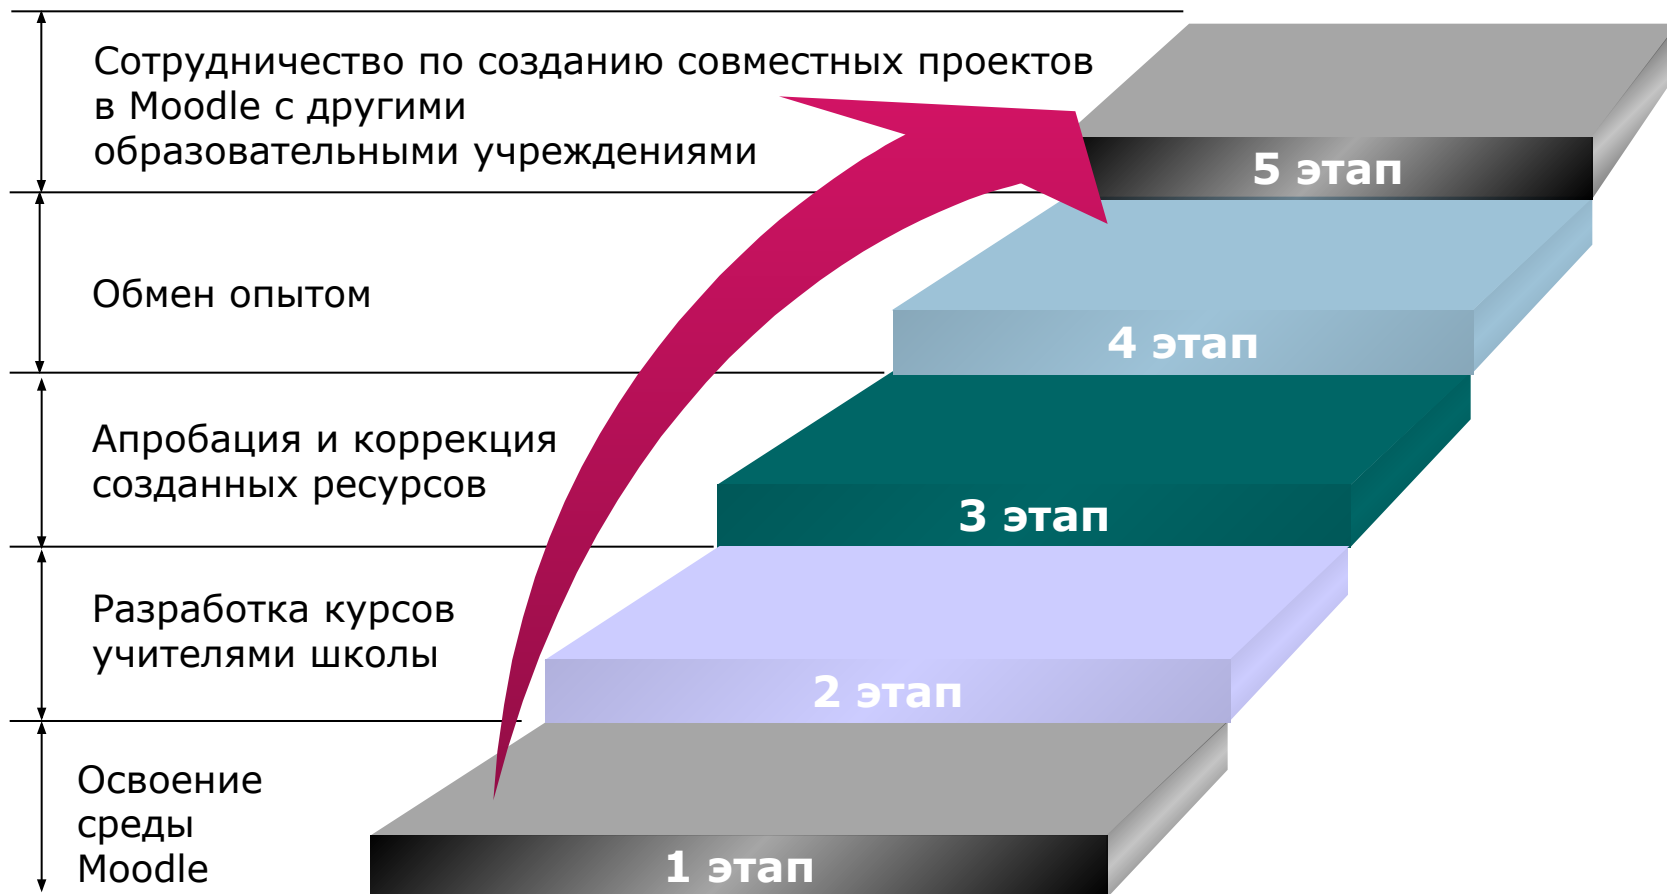 Сотрудничество по созданию совместных проектов
в Moodle с другими
образовательными учреждениями
5 этап
Обмен опытом
4 этап
Апробация и коррекция
созданных ресурсов
3 этап
Разработка курсов
учителями школы
2 этап
Освоение
среды
Moodle
1 этап